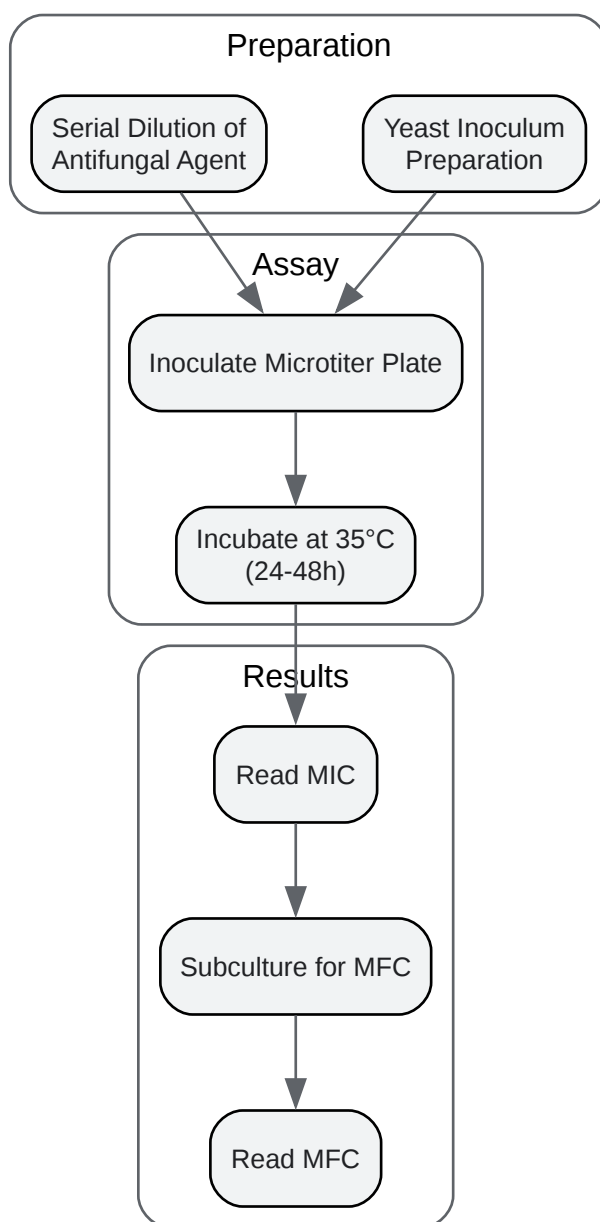 Preparation
Serial Dilution of
Antifungal Agent
Yeast Inoculum
Preparation
Assay
Inoculate Microtiter Plate
Incubate at 35°C
(24-48h)
Results
Read MIC
Subculture for MFC
Read MFC